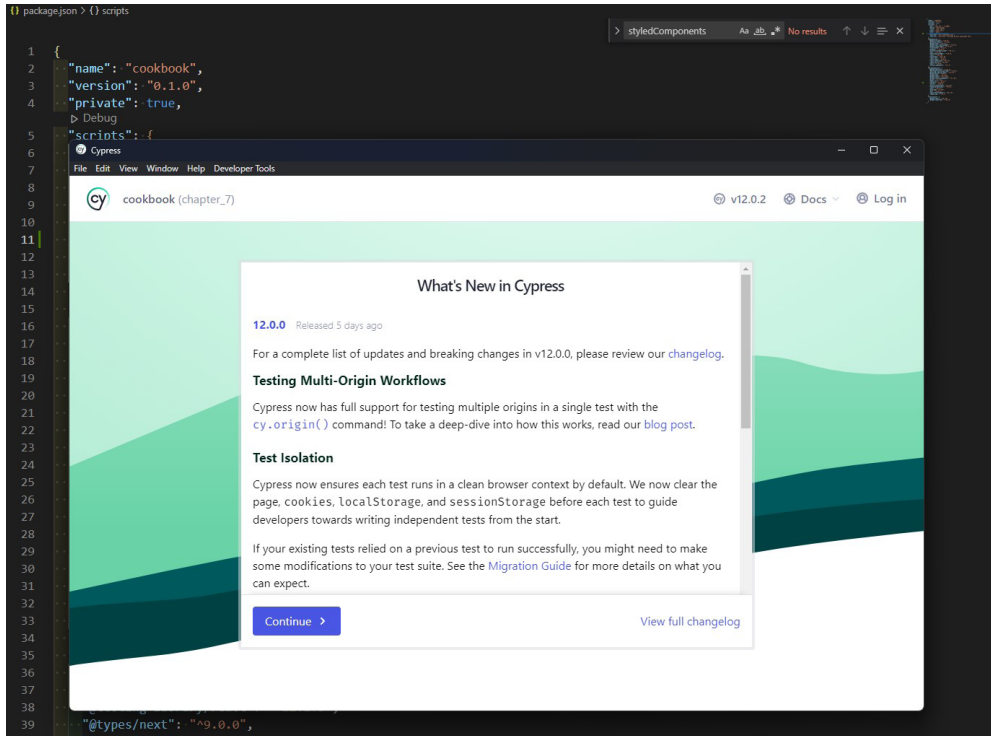 {} package.json > {} scripts
> styledComponents Aa ab .* No results
1 {
2 "name": "cookbook",
3 "version": "0.1.0",
4 "private": true,
Debug
5 "scripts": {
6
7
8
9
10
11
12
13
14
15
16
17
18
19
20
21
22
23
24
25
26
27
28
29
30
31
32
33
34
35
36
37
38
39 "@types/next": "^9.0.0",
Cypress
File Edit View Window Help Developer Tools
cy cookbook (chapter_7) v12.0.2 Docs Log in
What's New in Cypress
12.0.0 Released 5 days ago
For a complete list of updates and breaking changes in v12.0.0, please review our changelog.
Testing Multi-Origin Workflows
Cypress now has full support for testing multiple origins in a single test with the
cy.origin() command! To take a deep-dive into how this works, read our blog post.
Test Isolation
Cypress now ensures each test runs in a clean browser context by default. We now clear the
page, cookies, localStorage, and sessionStorage before each test to guide
developers towards writing independent tests from the start.
If your existing tests relied on a previous test to run successfully, you might need to make
some modifications to your test suite. See the Migration Guide for more details on what you
can expect.
Continue >
View full changelog